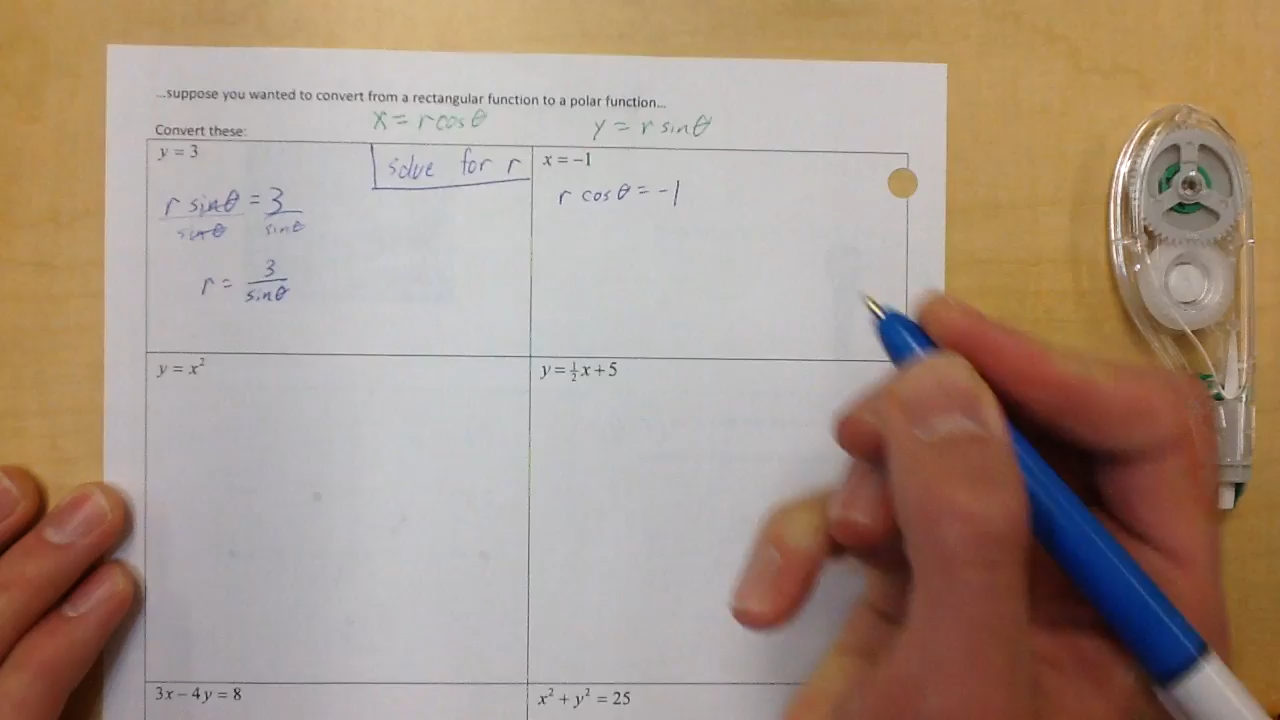 ...suppose you wanted to convert from a rectangular function to a polar function...
Convert these:
x = r cos θ
y = r sin θ
y = 3
solve for r
r sin θ = 3
sin θ sin θ
r = 3/sin θ
x = −1
r cos θ = −1
y = x²
y = ½x + 5
3x − 4y = 8
x² + y² = 25